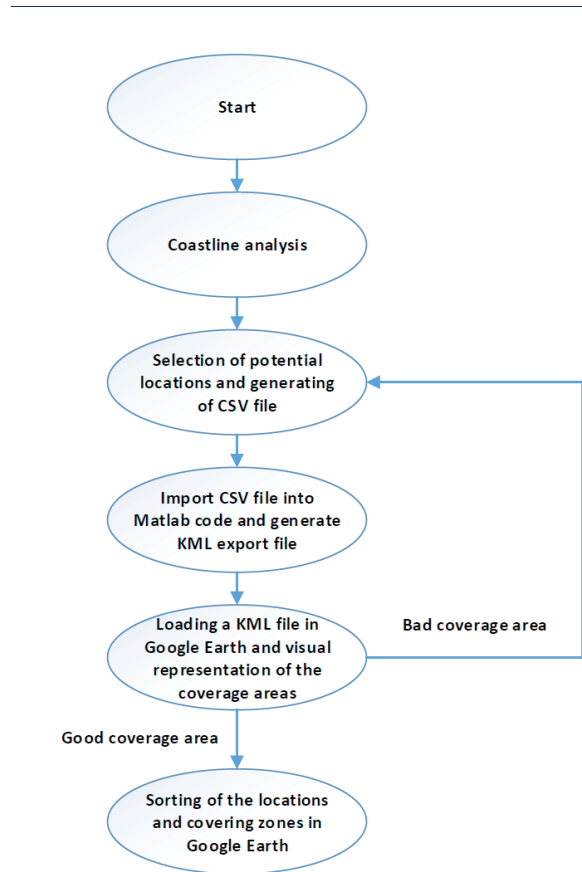 Start
Coastline analysis
Selection of potential
locations and generating
of CSV file
Import CSV file into
Matlab code and generate
KML export file
Loading a KML file in
Google Earth and visual
representation of the
coverage areas
Bad coverage area
Good coverage area
Sorting of the locations
and covering zones in
Google Earth